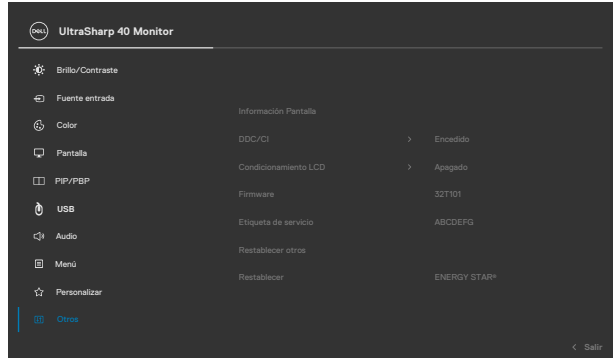 DELL UltraSharp 40 Monitor
Brillo/Contraste
Fuente entrada
Color
Pantalla
PIP/PBP
USB
Audio
Menú
Personalizar
Otros
Información Pantalla
DDC/CI > Encedido
Condicionamiento LCD > Apagado
Firmware 32T101
Etiqueta de servicio ABCDEFG
Restablecer otros
Restablecer ENERGY STAR®
< Salir